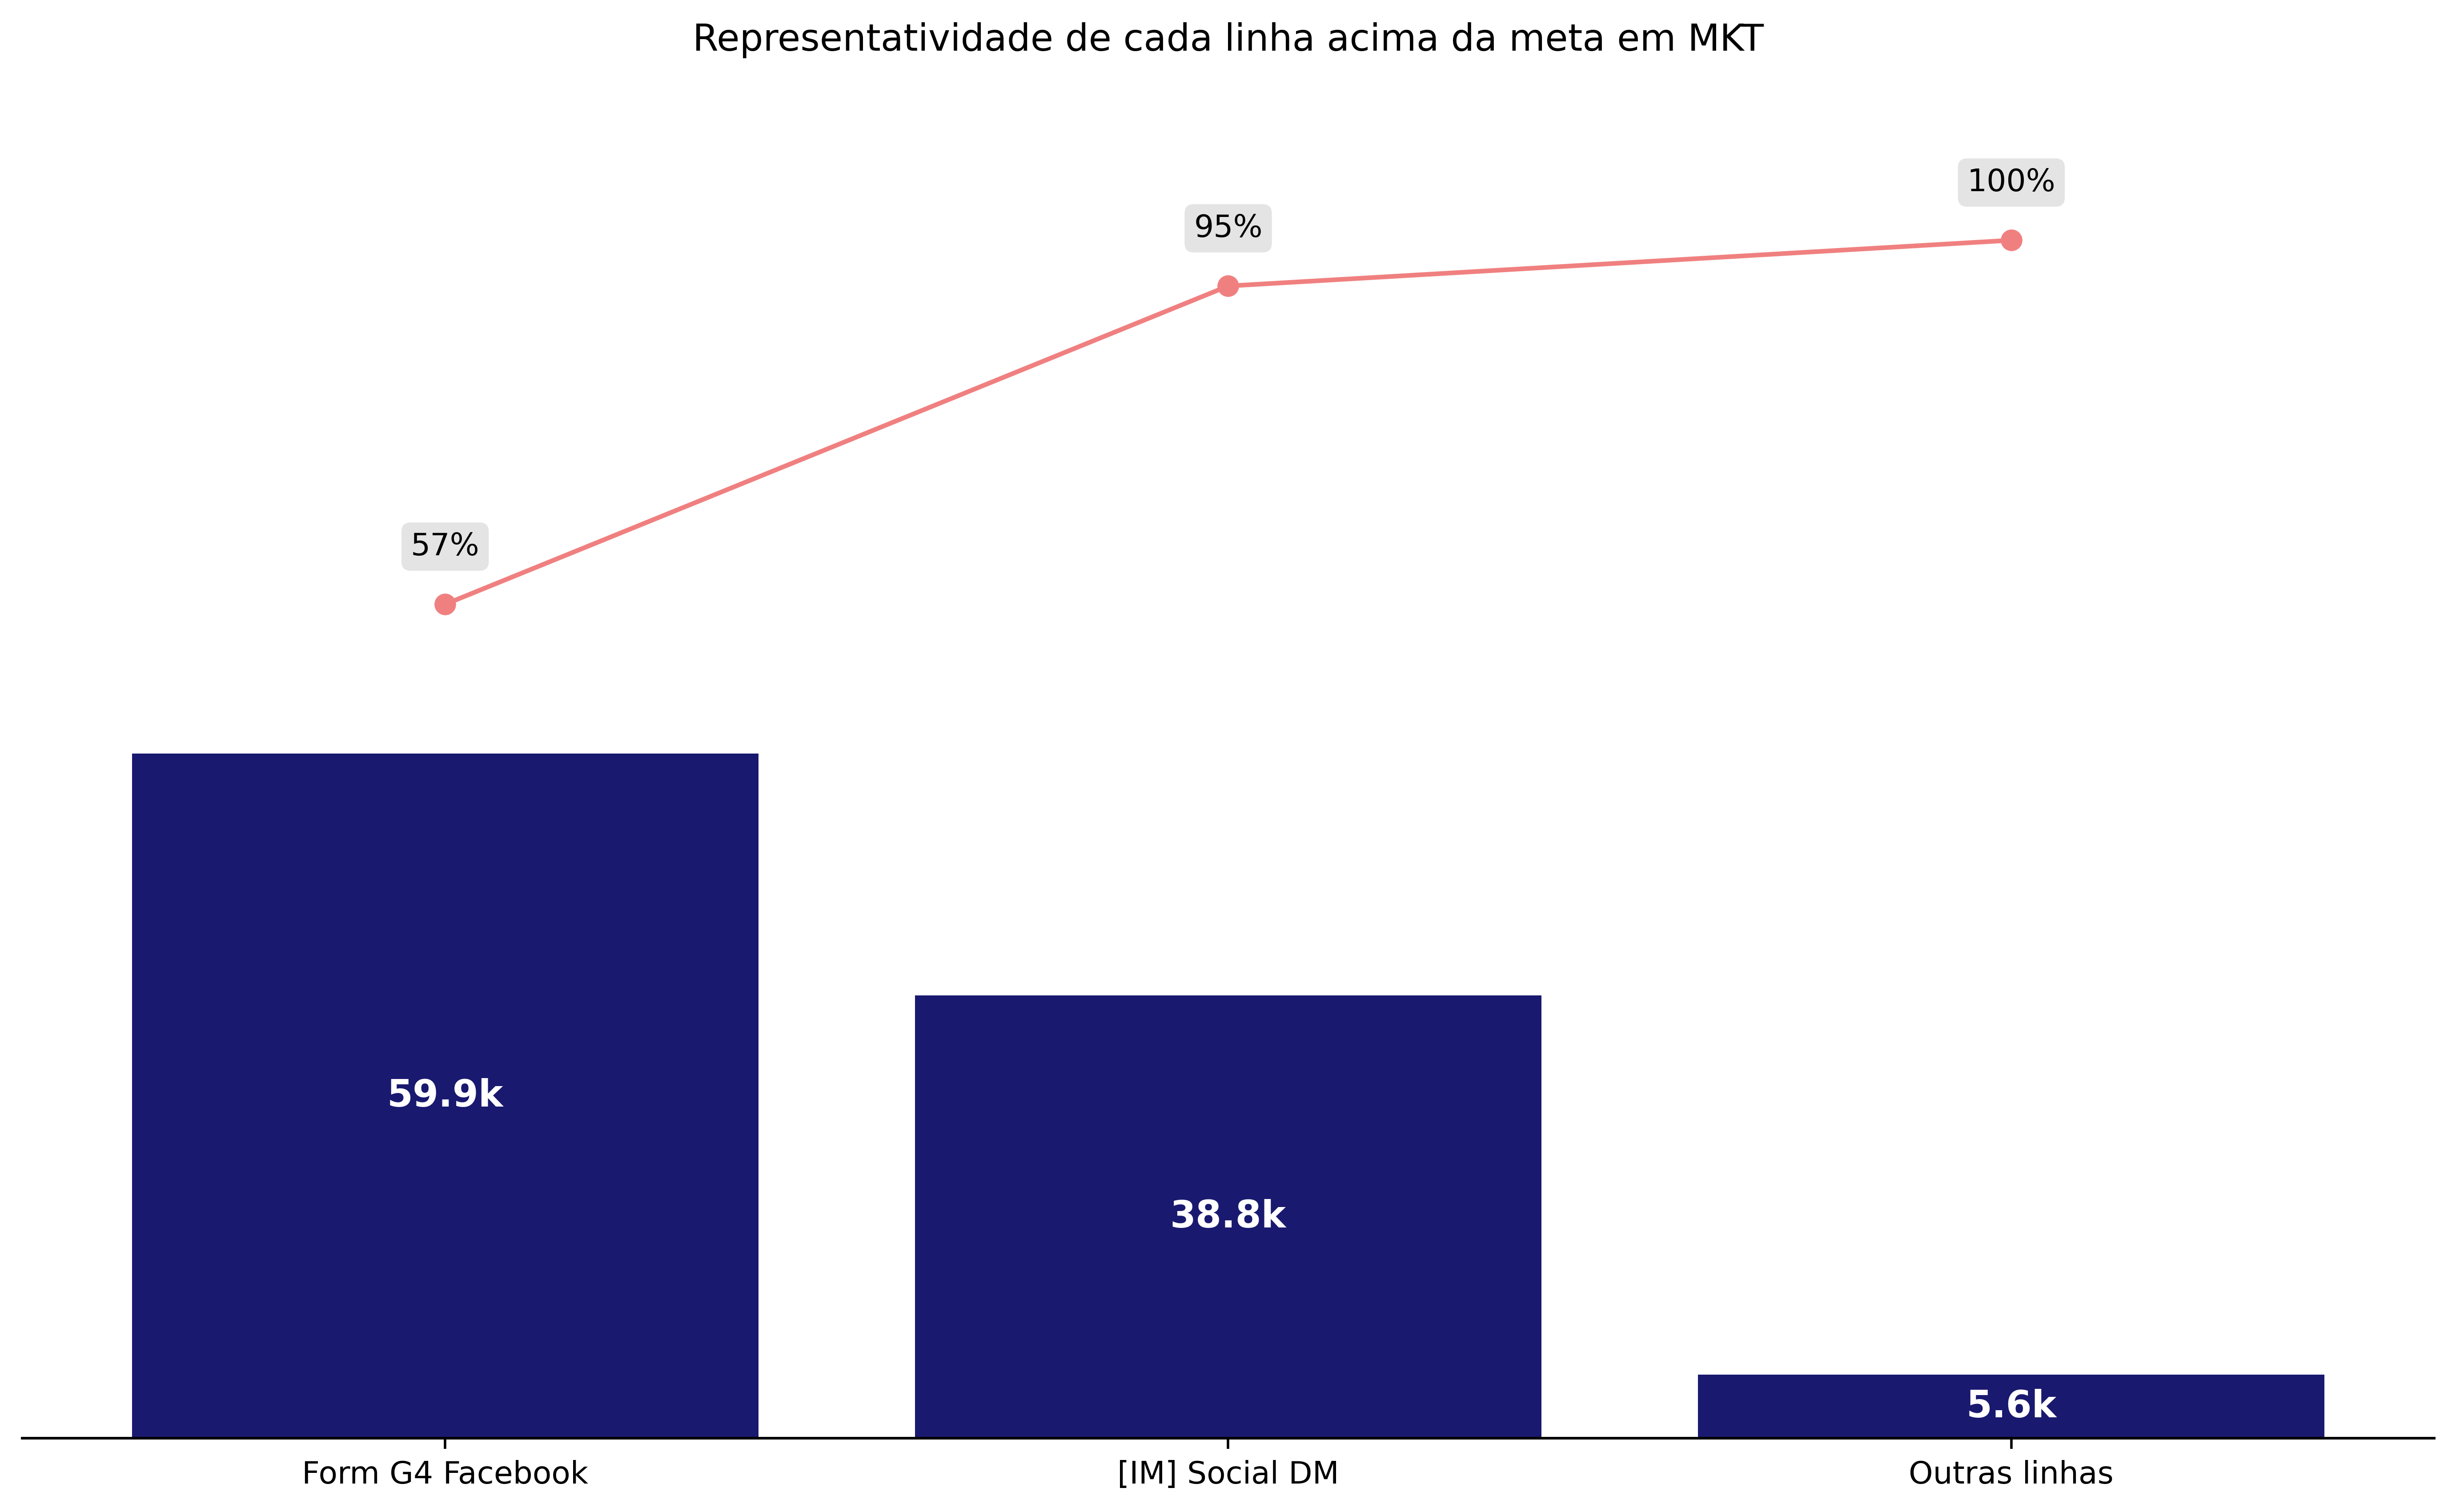 Representatividade de cada linha acima da meta em MKT
100%
95%
57%
59.9k
38.8k
5.6k
Form G4 Facebook
[IM] Social DM
Outras linhas